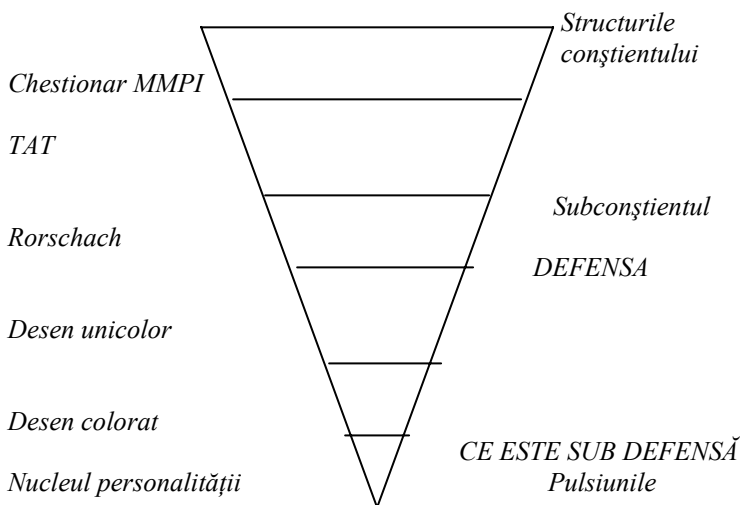 Structurile
conştientului
Chestionar MMPI
TAT
Subconştientul
Rorschach
DEFENSA
Desen unicolor
Desen colorat
CE ESTE SUB DEFENSĂ
Nucleul personalității
Pulsiunile